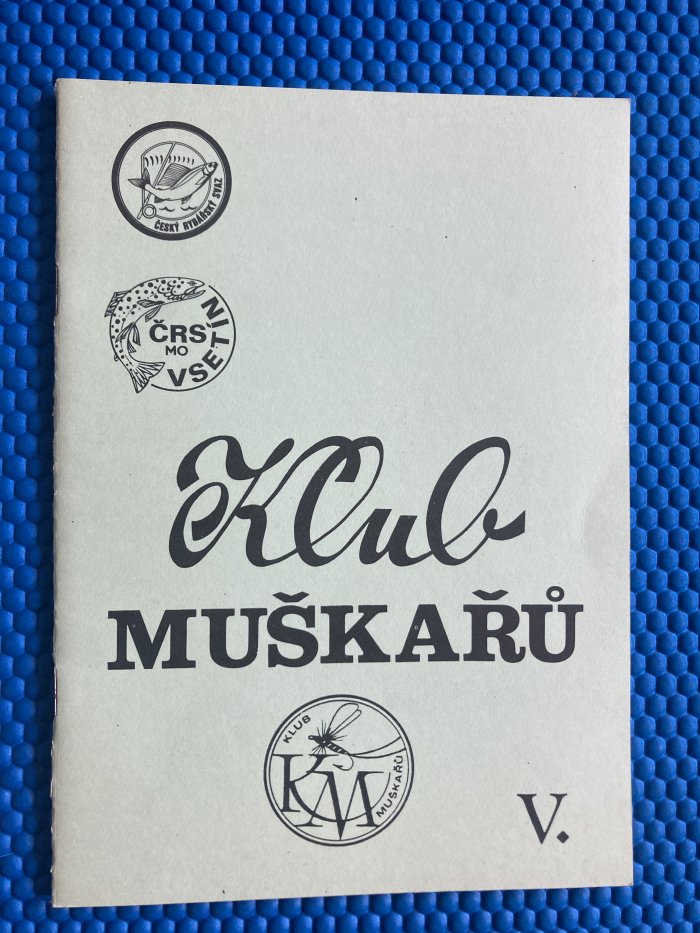 ČESKÝ RYBÁŘSKÝ SVAZ
ČRS
MO
VSETÍN
Klub
MUŠKAŘŮ
KLUB
KM
MUŠKAŘŮ
V.